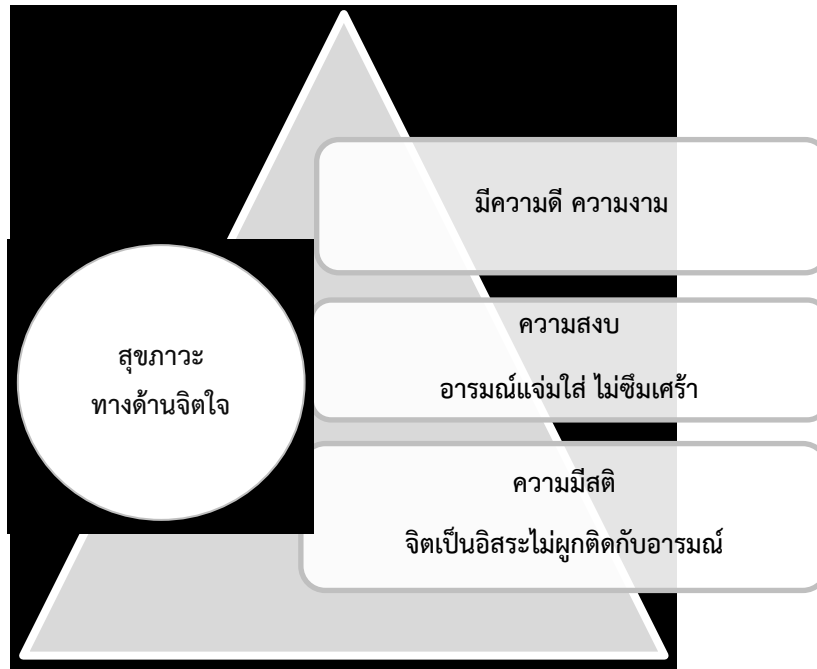 มีความดี ความงาม
ความสงบ
อารมณ์แจ่มใส่ ไม่ซึมเศร้า
สุขภาวะ
ทางด้านจิตใจ
ความมีสติ
จิตเป็นอิสระไม่ผูกติดกับอารมณ์